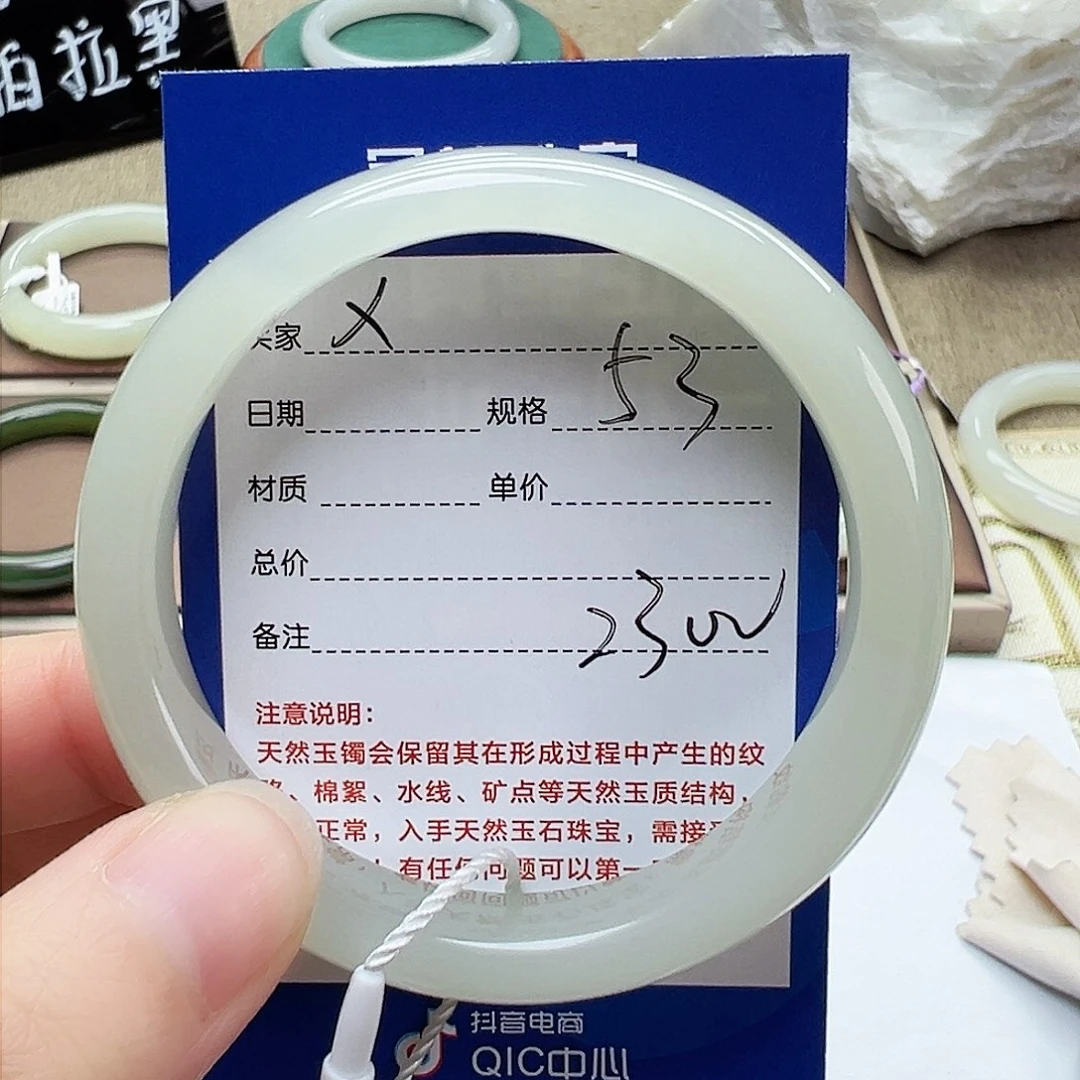 帕拉黑
买家 X
日期 规格 53
材质 单价
总价
备注 2300
注意说明：
天然玉镯会保留其在形成过程中产生的纹
、棉絮、水线、矿点等天然玉质结构，
正常，入手天然玉石珠宝，需接
有任何问题可以第一
抖音电商
QIC中心